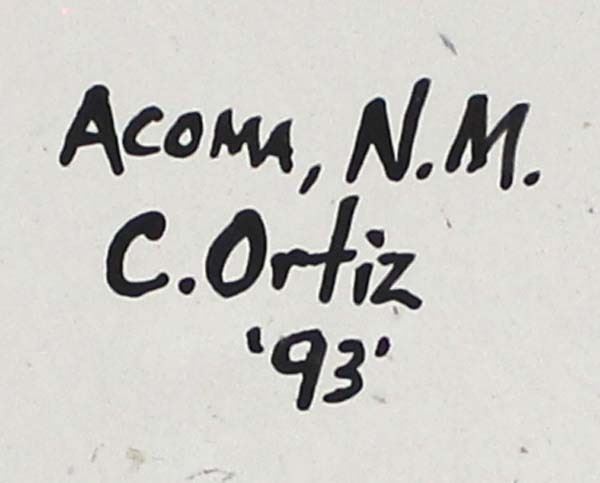 ACOMA, N.M.
C. Ortiz
'93'